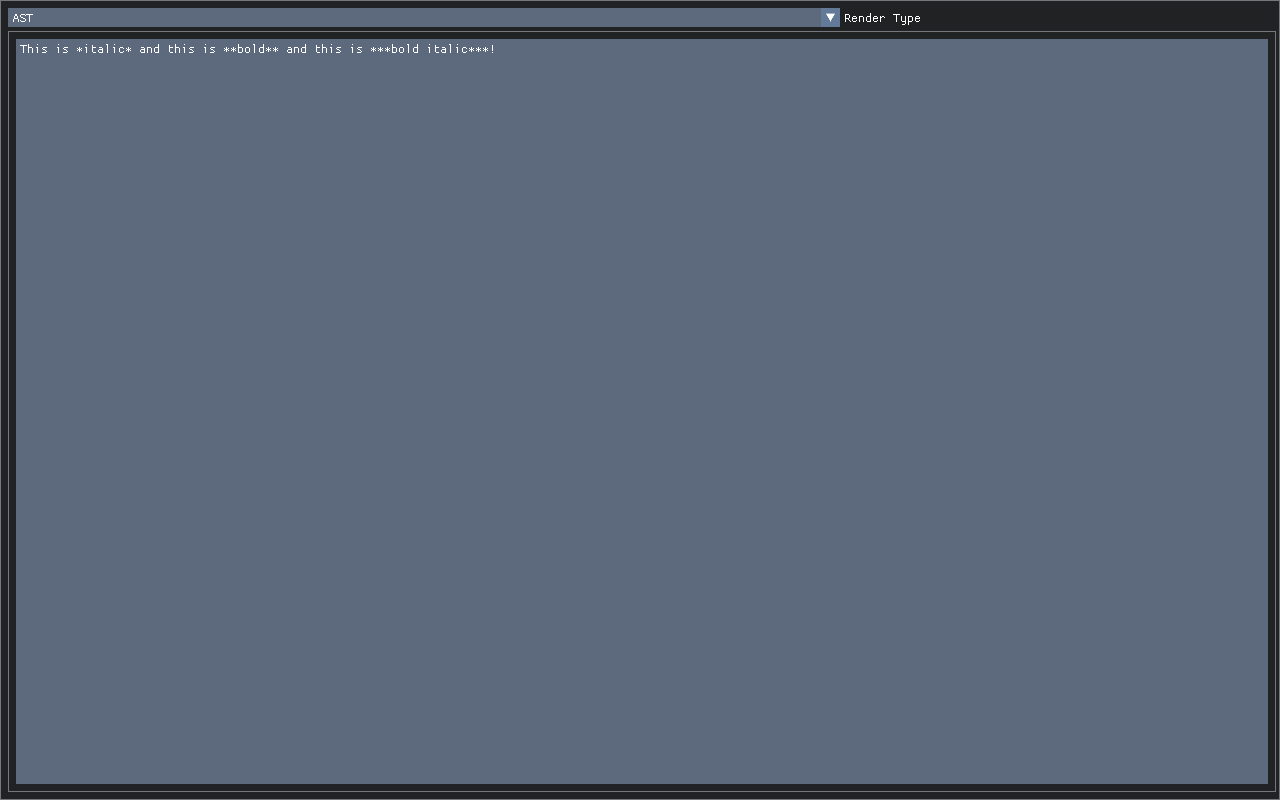 AST
Render Type
This is *italic* and this is **bold** and this is ***bold italic***!